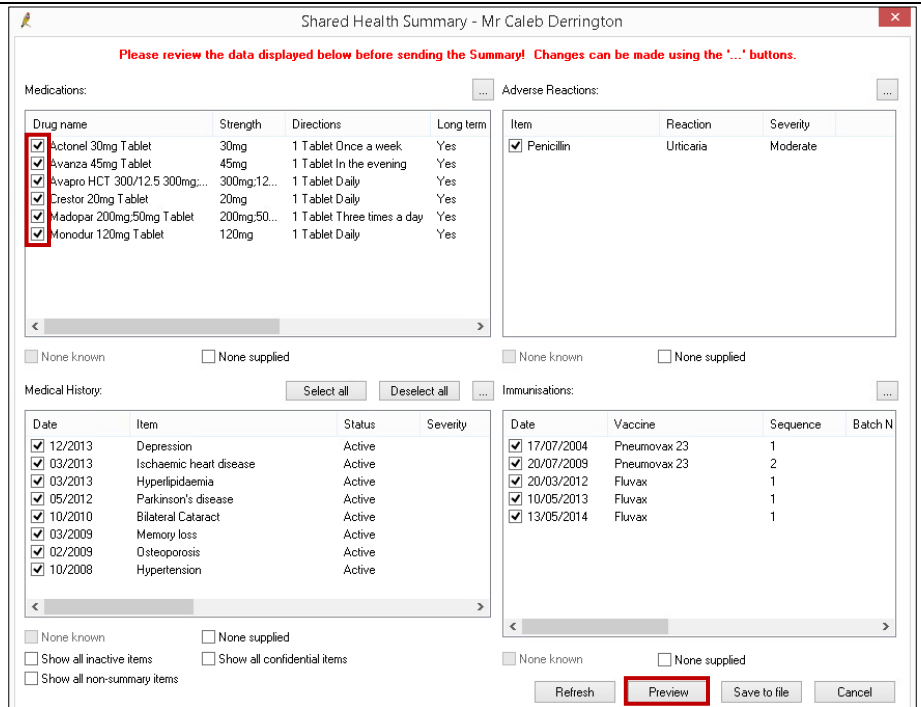 Shared Health Summary - Mr Caleb Derrington
Please review the data displayed below before sending the Summary! Changes can be made using the '...' buttons.
Medications: ...
Drug name Strength Directions Long term
Actonel 30mg Tablet 30mg 1 Tablet Once a week Yes
Avanza 45mg Tablet 45mg 1 Tablet In the evening Yes
Avapro HCT 300/12.5 300mg;... 300mg;12... 1 Tablet Daily Yes
Crestor 20mg Tablet 20mg 1 Tablet Daily Yes
Madopar 200mg;50mg Tablet 200mg;50... 1 Tablet Three times a day Yes
Monodur 120mg Tablet 120mg 1 Tablet Daily Yes
None known None supplied
Adverse Reactions: ...
Item Reaction Severity
Penicillin Urticaria Moderate
None known None supplied
Medical History: Select all Deselect all ...
Date Item Status Severity
12/2013 Depression Active
03/2013 Ischaemic heart disease Active
03/2013 Hyperlipidaemia Active
05/2012 Parkinson's disease Active
10/2010 Bilateral Cataract Active
03/2009 Memory loss Active
02/2009 Osteoporosis Active
10/2008 Hypertension Active
None known None supplied
Show all inactive items Show all confidential items
Show all non-summary items
Immunisations: ...
Date Vaccine Sequence Batch N
17/07/2004 Pneumovax 23 1
20/07/2009 Pneumovax 23 2
20/03/2012 Fluvax 1
10/05/2013 Fluvax 1
13/05/2014 Fluvax 1
None known None supplied
Refresh Preview Save to file Cancel